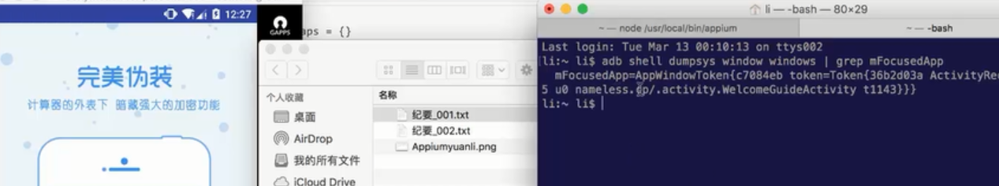 12:27
完美伪装
计算器的外表下 暗藏强大的加密功能
GAPPS
aps = {}
个人收藏
桌面
AirDrop
我的所有文件
iCloud Drive
名称
纪要_001.txt
纪要_002.txt
Appiumyuanli.png
li — -bash — 80×29
~ — node /usr/local/bin/appium
~ — -bash
Last login: Tue Mar 13 00:10:13 on ttys002
li:~ li$ adb shell dumpsys window windows | grep mFocusedApp
mFocusedApp=AppWindowToken{c7084eb token=Token{36b2d03a ActivityRec
5 u0 nameless.gp/.activity.WelcomeGuideActivity t1143}}}
li:~ li$